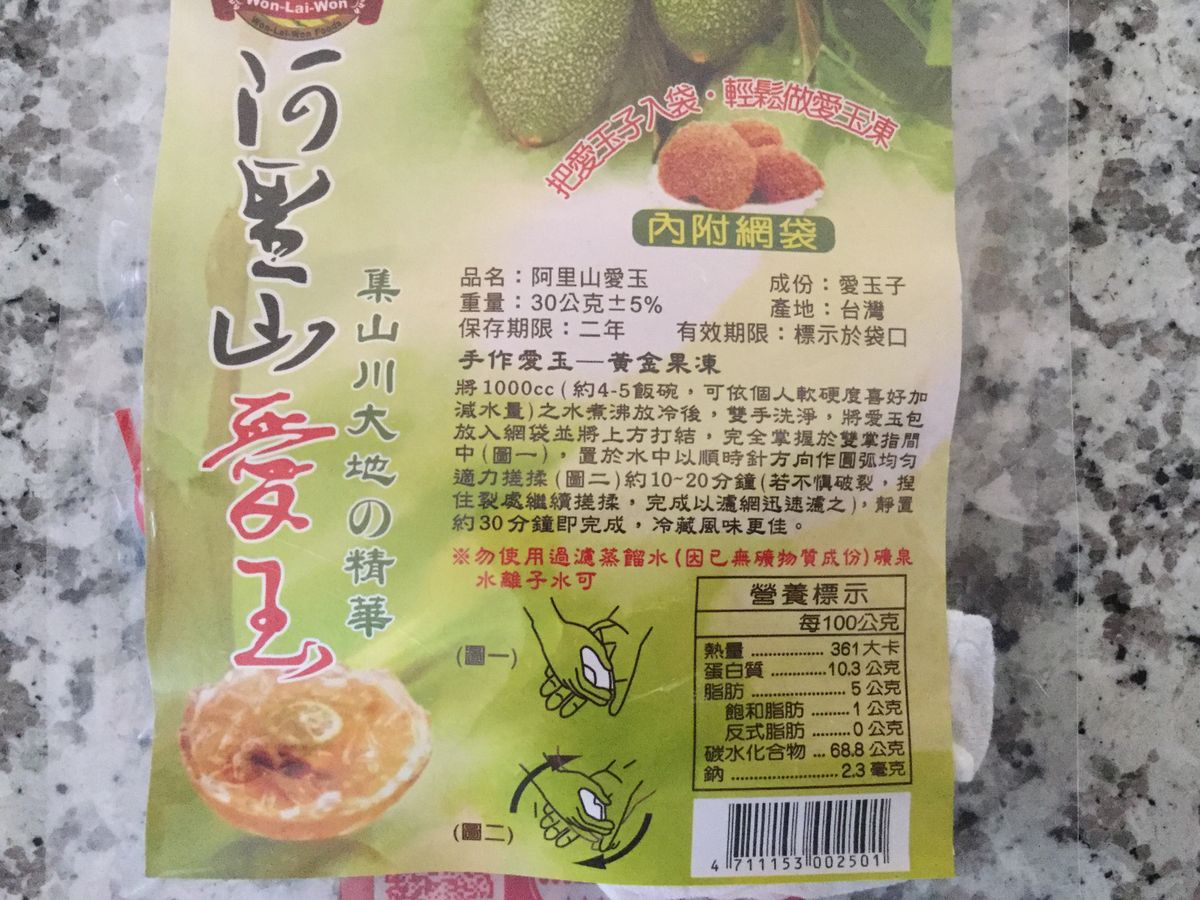 Won-Lai-Won
Won-Lai-Won Foods
阿里山愛玉
集山川大地の精華
把愛玉子入袋・輕鬆做愛玉凍
內附網袋
品名：阿里山愛玉
成份：愛玉子
重量：30公克±5%
產地：台灣
保存期限：二年
有效期限：標示於袋口
手作愛玉—黃金果凍
將1000cc(約4-5飯碗，可依個人軟硬度喜好加
減水量)之水煮沸放冷後，雙手洗淨，將愛玉包
放入網袋並將上方打結，完全掌握於雙掌指間
中(圖一)，置於水中以順時針方向作圓弧均勻
適力搓揉(圖二)約10~20分鐘(若不慎破裂，捏
住裂處繼續搓揉，完成以濾網迅速濾之)，靜置
約30分鐘即完成，冷藏風味更佳。
※勿使用過濾蒸餾水(因已無礦物質成份)礦泉
水離子水可
(圖一)
(圖二)
營養標示
每100公克
熱量 .............. 361大卡
蛋白質 ............ 10.3 公克
脂肪 .................. 5 公克
飽和脂肪 ......... 1 公克
反式脂肪 ......... 0 公克
碳水化合物 ... 68.8 公克
鈉 ..................... 2.3 毫克
4 711153 002501